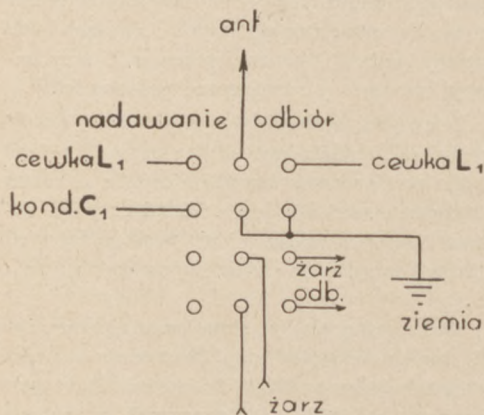 ant
nadawanie odbiór
cewka L₁ cewka L₁
kond. C₁
żarz
odb.
ziemia
żarz